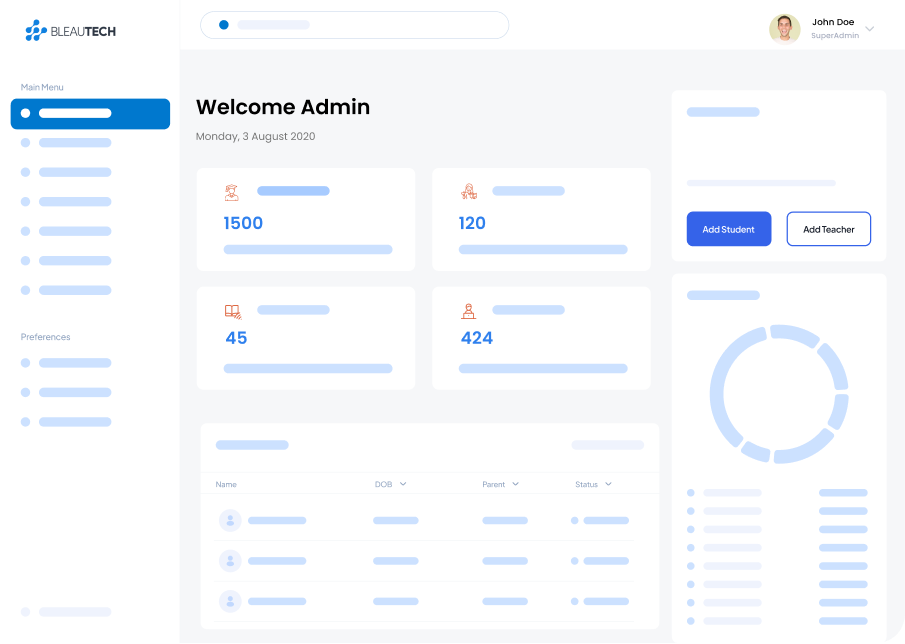 BLEAUTECH
John Doe
SuperAdmin
Main Menu
Welcome Admin
Monday, 3 August 2020
1500
120
Add Student
Add Teacher
45
424
Preferences
Name
DOB
Parent
Status